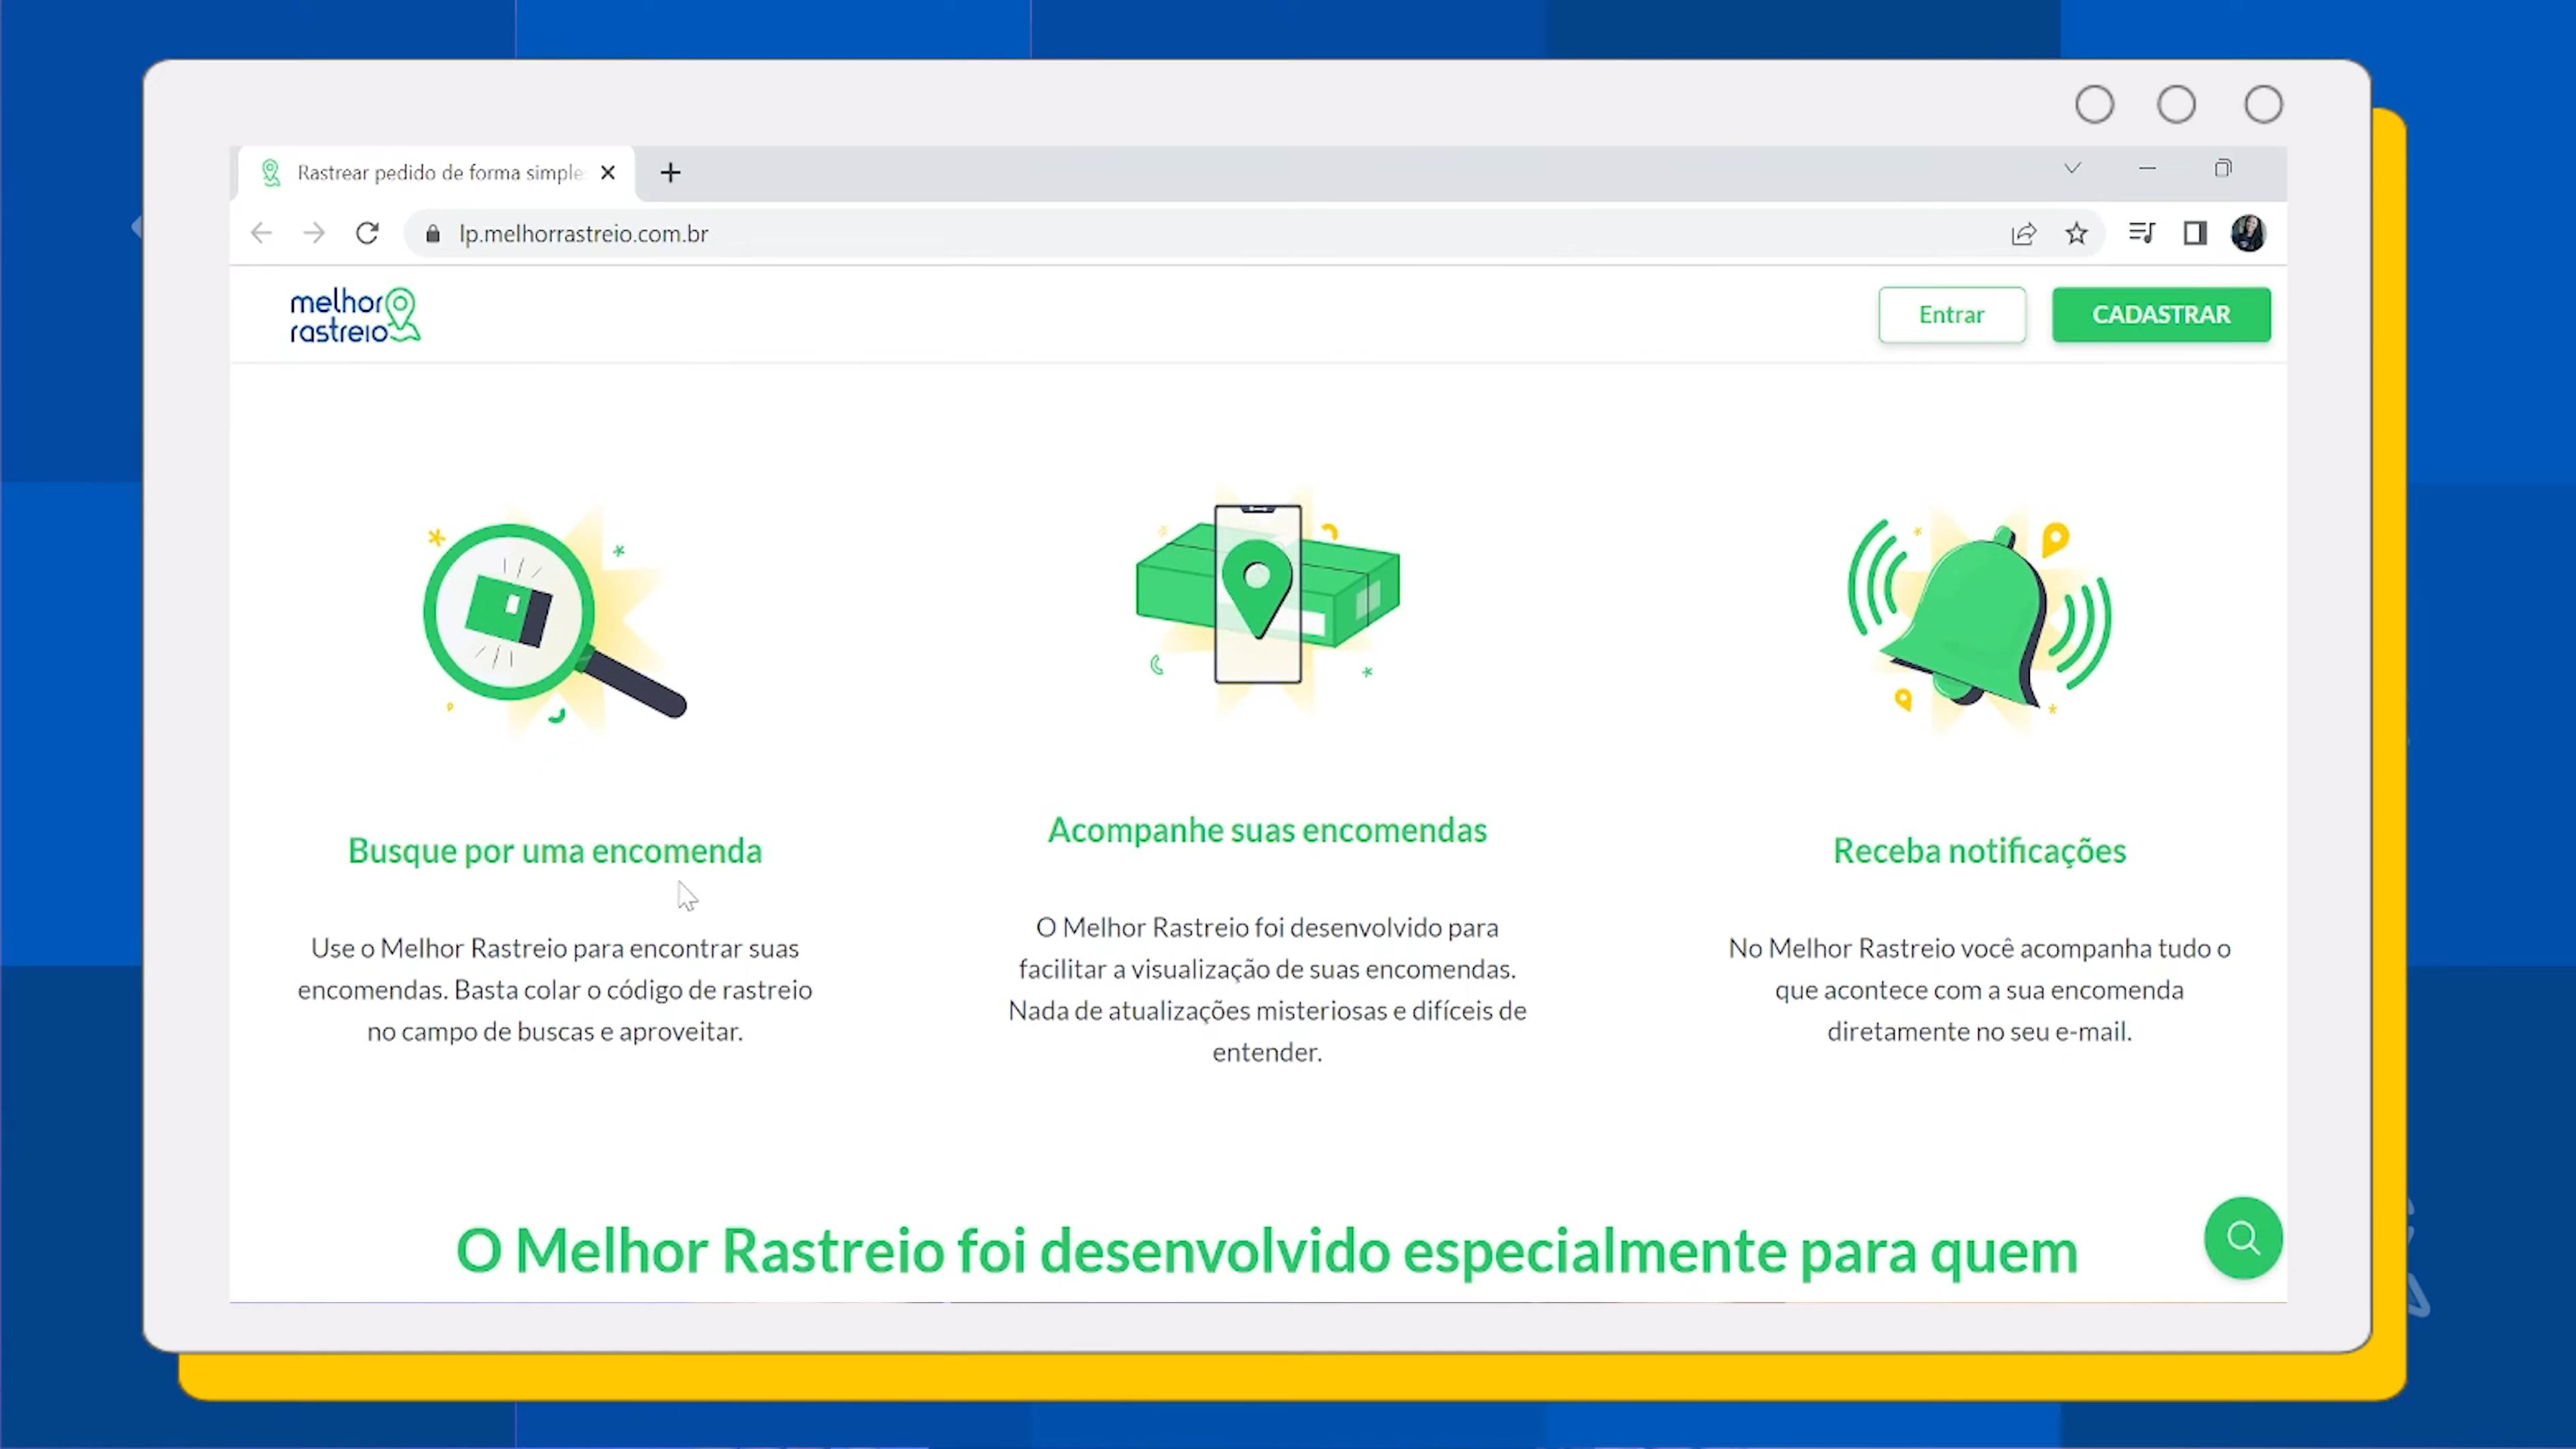 Rastrear pedido de forma simple
lp.melhorrastreio.com.br
melhor
rastreio
Entrar
CADASTRAR
Busque por uma encomenda
Use o Melhor Rastreio para encontrar suas
encomendas. Basta colar o código de rastreio
no campo de buscas e aproveitar.
Acompanhe suas encomendas
O Melhor Rastreio foi desenvolvido para
facilitar a visualização de suas encomendas.
Nada de atualizações misteriosas e difíceis de
entender.
Receba notificações
No Melhor Rastreio você acompanha tudo o
que acontece com a sua encomenda
diretamente no seu e-mail.
O Melhor Rastreio foi desenvolvido especialmente para quem